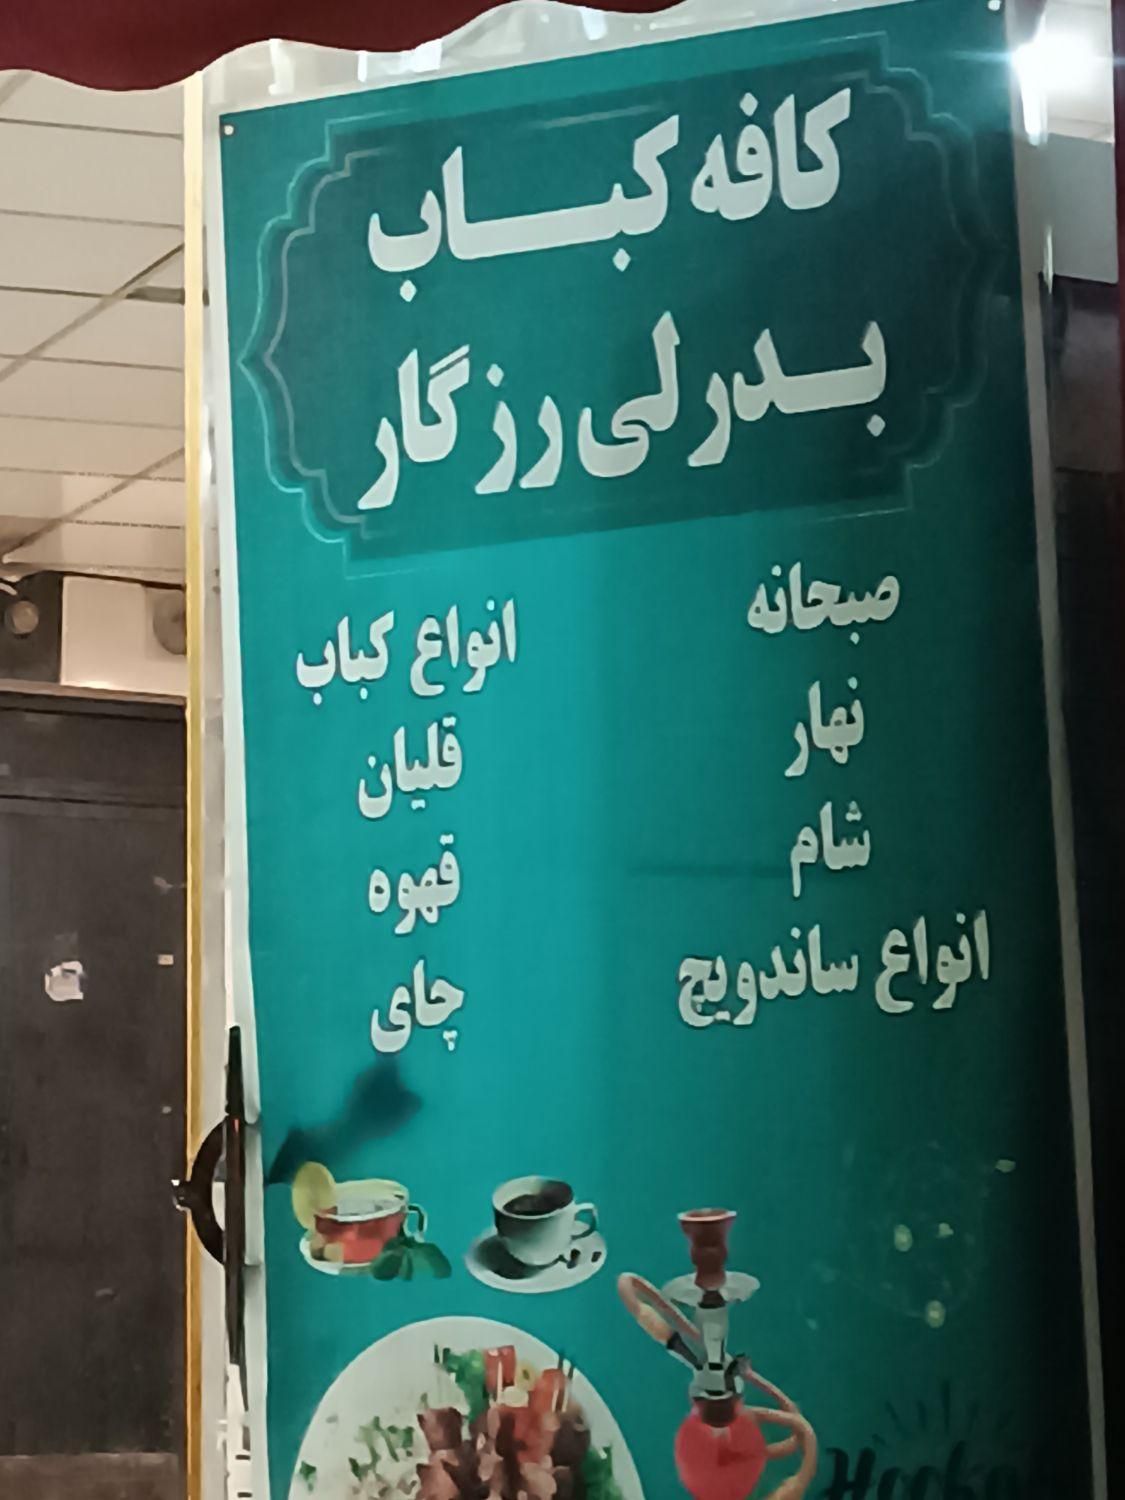 کافه کباب
بدرلی رزگار
صبحانه
نهار
شام
انواع ساندویچ
انواع کباب
قلیان
قهوه
چای